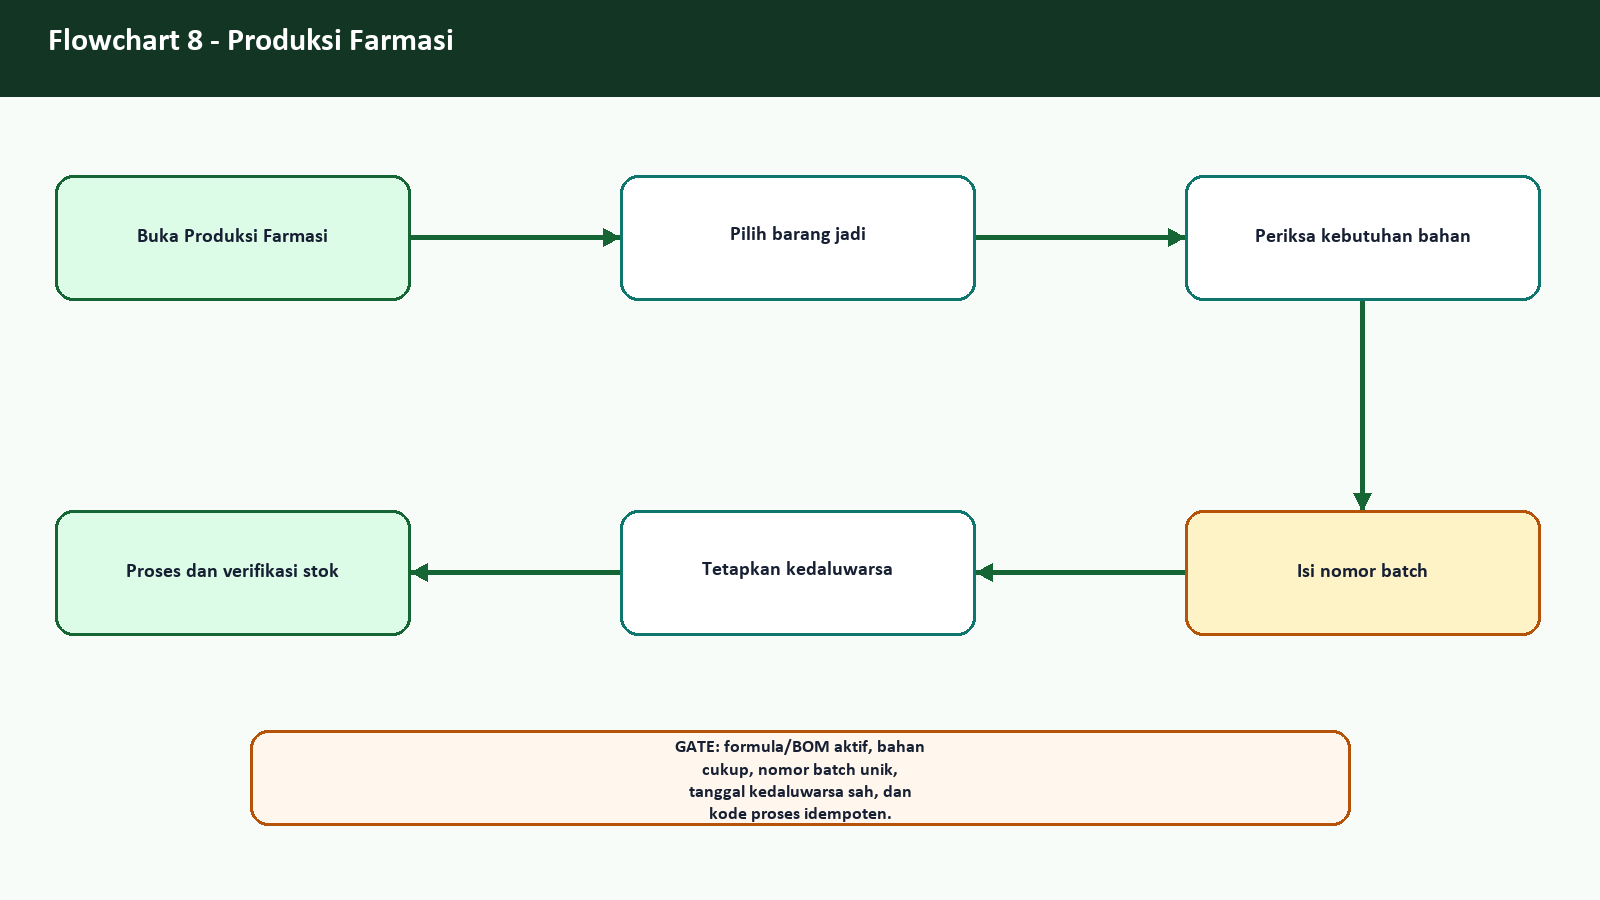 Flowchart 8 - Produksi Farmasi
Buka Produksi Farmasi
Pilih barang jadi
Periksa kebutuhan bahan
Isi nomor batch
Tetapkan kedaluwarsa
Proses dan verifikasi stok
GATE: formula/BOM aktif, bahan
cukup, nomor batch unik,
tanggal kedaluwarsa sah, dan
kode proses idempoten.